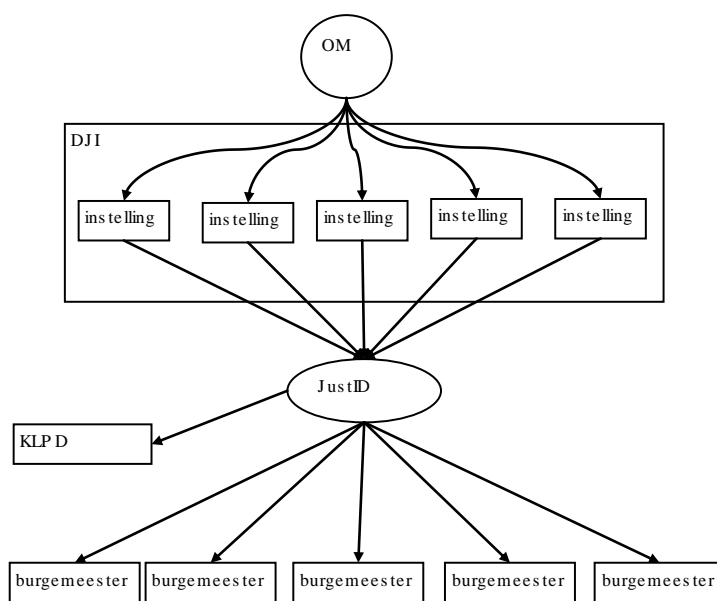 OM
DJI
instelling
instelling
instelling
instelling
instelling
JustID
KLPD
burgemeester
burgemeester
burgemeester
burgemeester
burgemeester